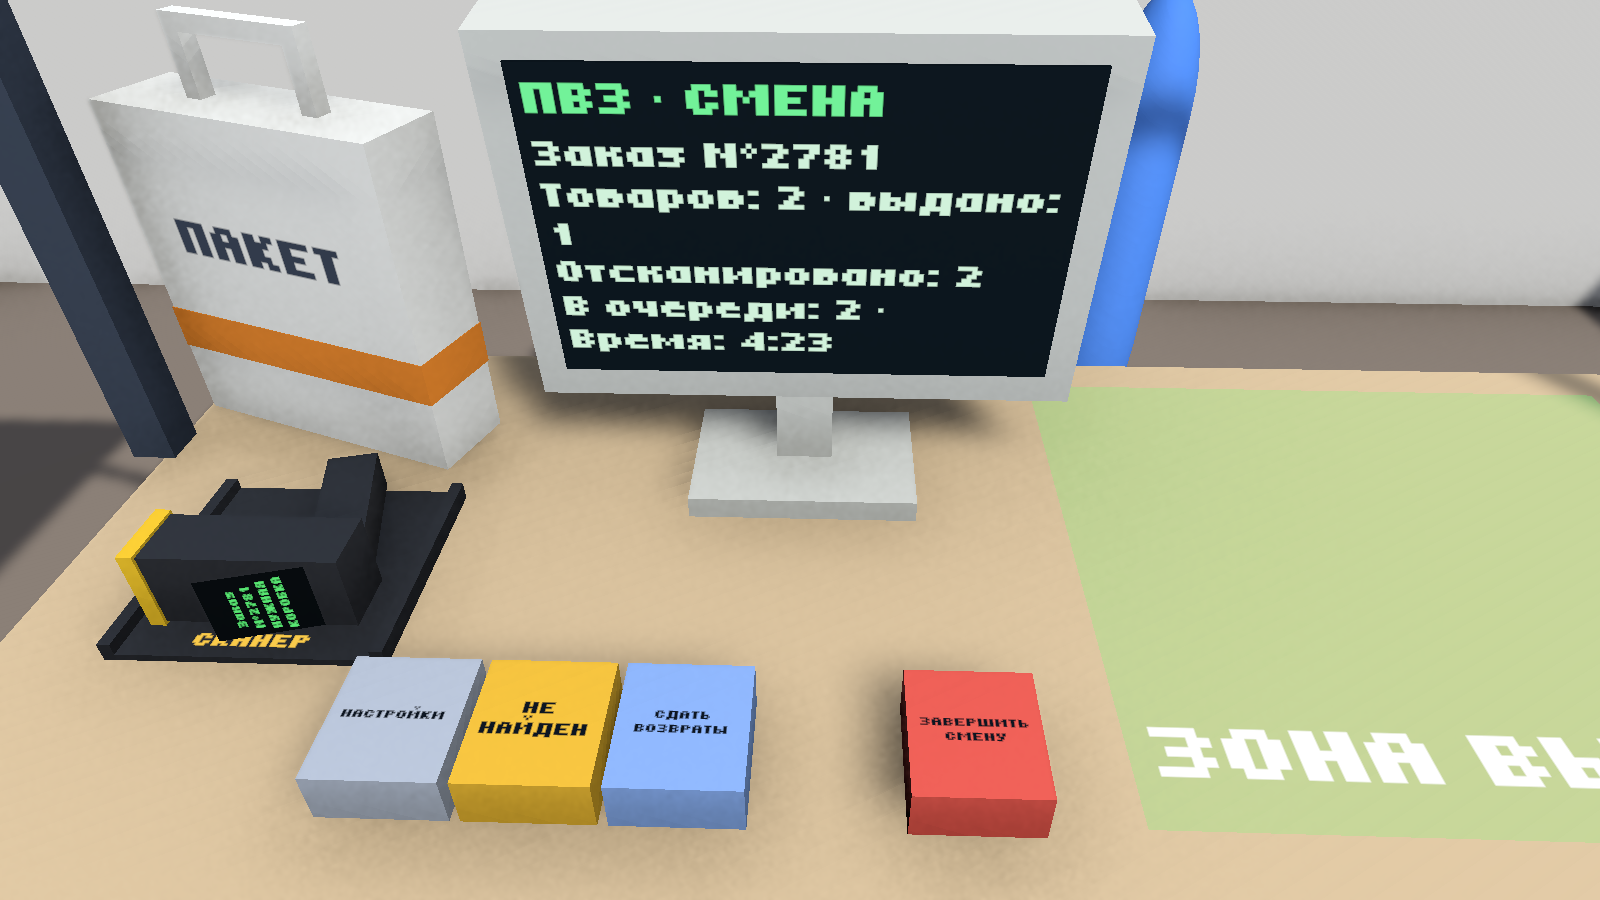 ПВЗ · СМЕНА
Заказ №2781
Товаров: 2 · выдано:
1
Отсканировано: 2
В очереди: 2 ·
Время: 4:23
ПАКЕТ
ЗАКАЗ
№2781
НУЖНАЯ
КОРОБКА
СКАНЕР
НАСТРОЙКИ
НЕ
НАЙДЕН
СДАТЬ
ВОЗВРАТЫ
ЗАВЕРШИТЬ
СМЕНУ
ЗОНА ВЫ